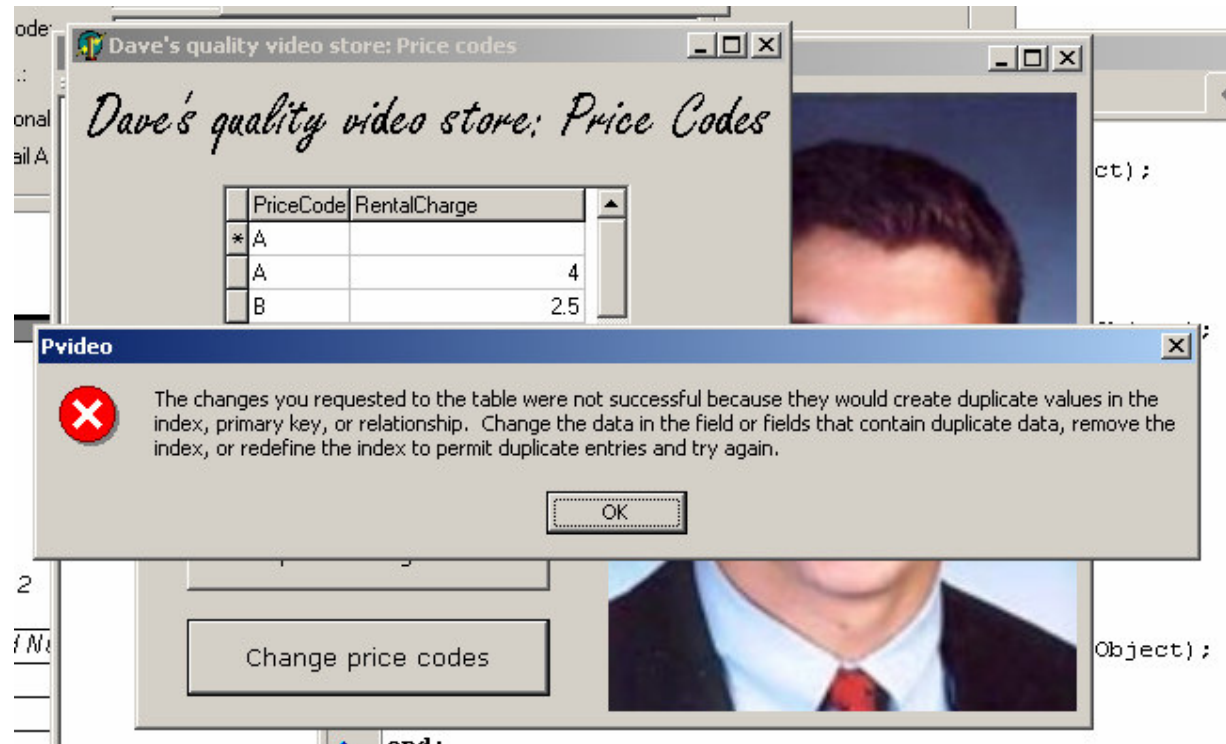 Dave's quality video store: Price codes
Dave's quality video store: Price Codes
PriceCode RentalCharge
* A
A 4
B 2.5
Pvideo
The changes you requested to the table were not successful because they would create duplicate values in the
index, primary key, or relationship. Change the data in the field or fields that contain duplicate data, remove the
index, or redefine the index to permit duplicate entries and try again.
OK
Change price codes
ct);
Object);
2
end;